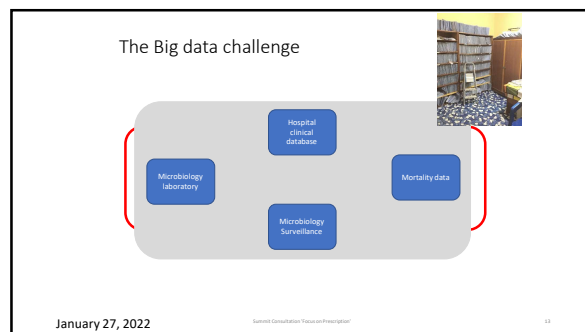 The Big data challenge
Hospital
clinical
database
Microbiology
laboratory
Mortality data
Microbiology
Surveillance
January 27, 2022
Summit Consultation 'Focus on Prescription'
13